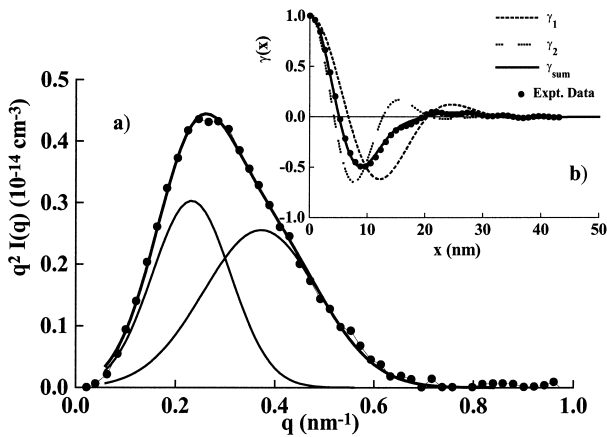 a)
q² I(q) (10⁻¹⁴ cm⁻³)
0.5
0.4
0.3
0.2
0.1
0.0
0.0 0.2 0.4 0.6 0.8 1.0
q (nm⁻¹)
b)
γ(x)
1.0
0.5
0.0
-0.5
-1.0
0 10 20 30 40 50
x (nm)
γ₁
γ₂
γsum
Expt. Data